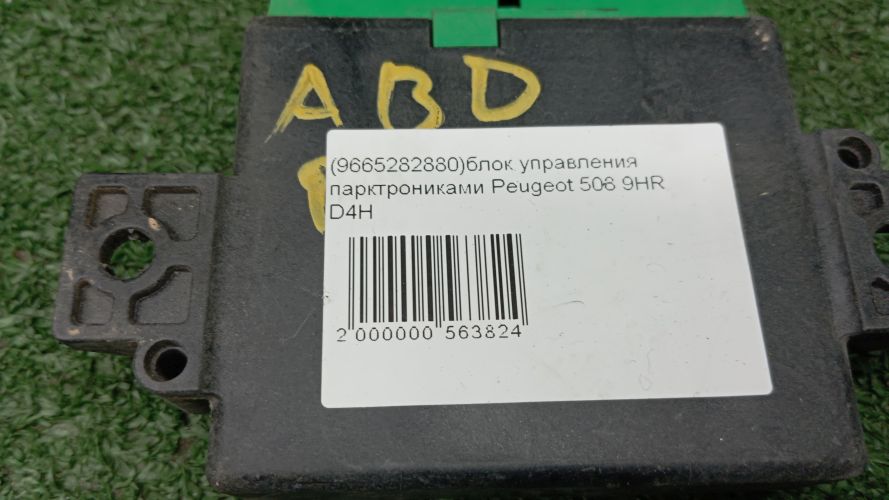 ABD
(9665282880)блок управления
парктрониками Peugeot 508 9HR
D4H
2 000000 563824